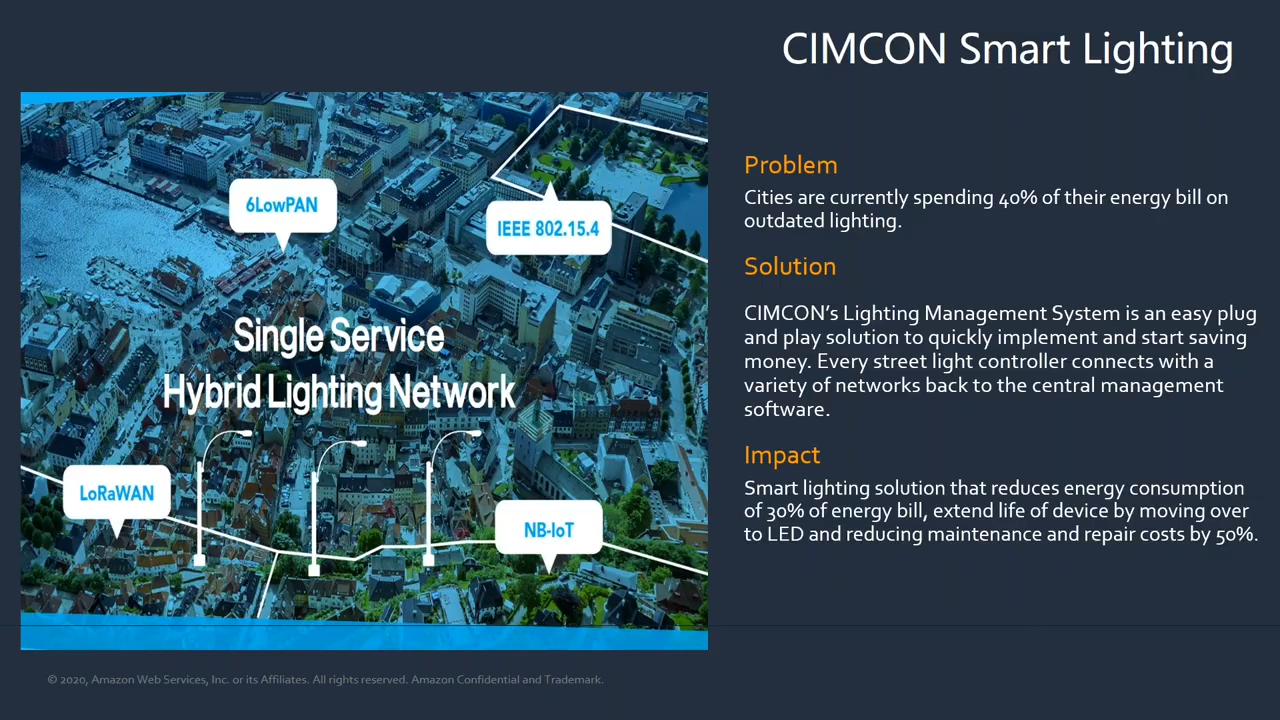 CIMCON Smart Lighting
6LowPAN
IEEE 802.15.4
Single Service
Hybrid Lighting Network
LoRaWAN
NB-IoT
Problem
Cities are currently spending 40% of their energy bill on
outdated lighting.
Solution
CIMCON’s Lighting Management System is an easy plug
and play solution to quickly implement and start saving
money. Every street light controller connects with a
variety of networks back to the central management
software.
Impact
Smart lighting solution that reduces energy consumption
of 30% of energy bill, extend life of device by moving over
to LED and reducing maintenance and repair costs by 50%.
© 2020, Amazon Web Services, Inc. or its Affiliates. All rights reserved. Amazon Confidential and Trademark.